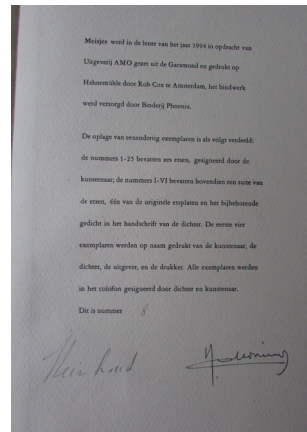 Meisjes werd in de lente van het jaar 1994 in opdracht van
Uitgeverij AMO gezet uit de Garamond en gedrukt op
Hahnemühle door Rob Cox te Amsterdam, het bindwerk
werd verzorgd door Binderij Phoenix.
De oplage van eenendertig exemplaren is als volgt verdeeld:
de nummers 1-25 bevatten zes etsen, gesigneerd door de
kunstenaar; de nummers I-VI bevatten bovendien een suite van
de etsen, één van de originele etsplaten en het bijbehorende
gedicht in het handschrift van de dichter. De eerste vier
exemplaren werden op naam gedrukt van de kunstenaar, de
dichter, de uitgever, en de drukker. Alle exemplaren werden
in het colofon gesigneerd door dichter en kunstenaar.
Dit is nummer 8